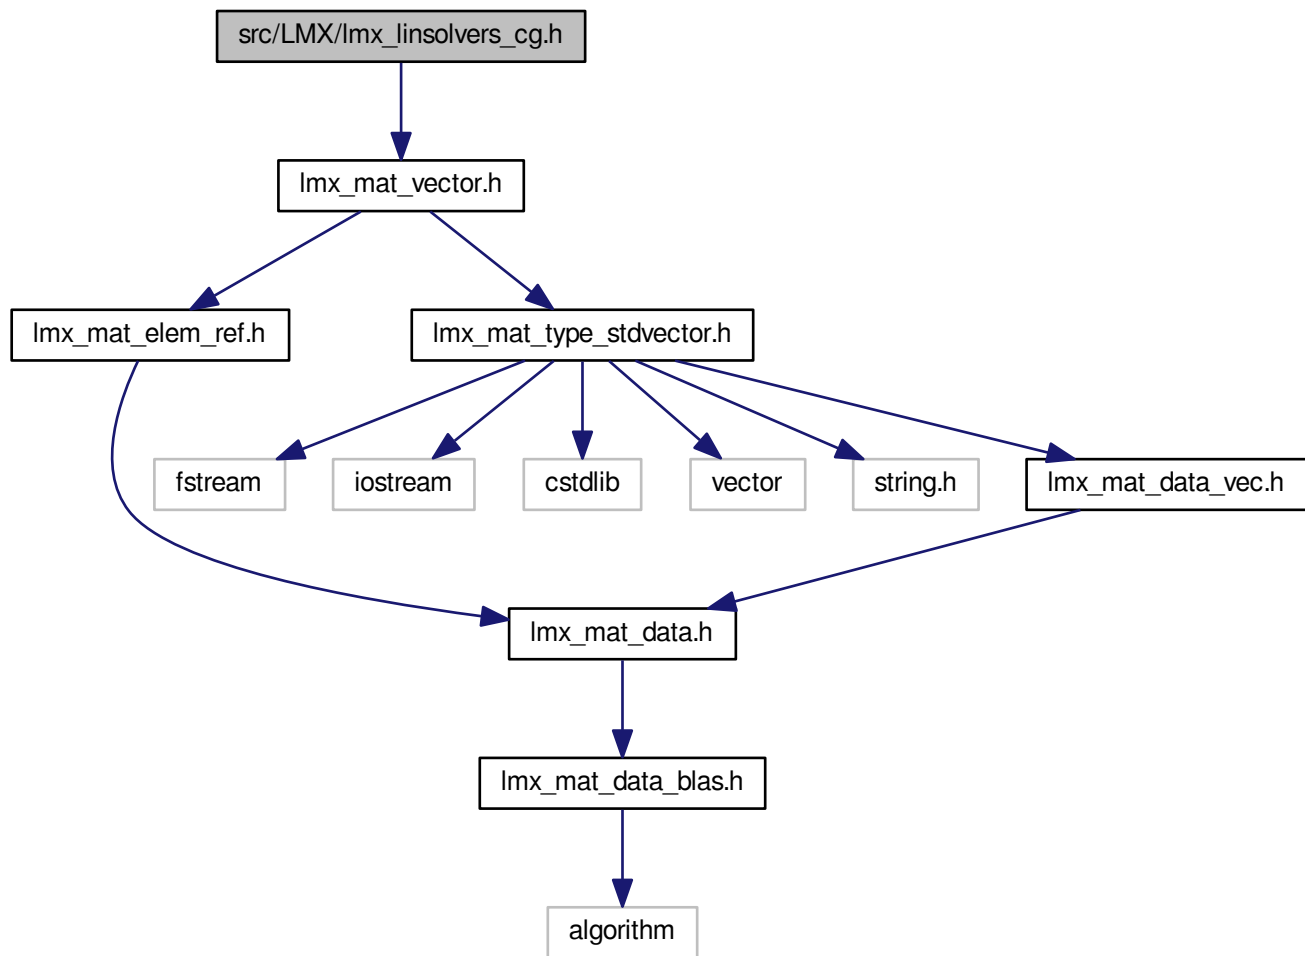 src/LMX/lmx_linsolvers_cg.h
lmx_mat_vector.h
lmx_mat_elem_ref.h
lmx_mat_type_stdvector.h
fstream
iostream
cstdlib
vector
string.h
lmx_mat_data_vec.h
lmx_mat_data.h
lmx_mat_data_blas.h
algorithm